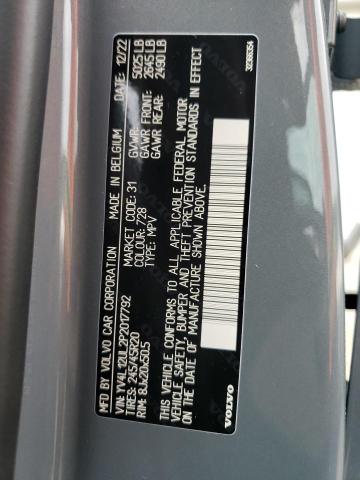 MFD BY VOLVO CAR CORPORATION
MADE IN BELGIUM
DATE: 12/22
VIN: YV4L12UL2P2017792
TIRES: 245/45R20
RIM: 8Jx20x50.5
MARKET CODE: 31
COLOUR: 728
TYPE: MPV
GVWR: 5025 LB
GAWR FRONT: 2645 LB
GAWR REAR: 2490 LB
THIS VEHICLE CONFORMS TO ALL APPLICABLE FEDERAL MOTOR
VEHICLE SAFETY, BUMPER AND THEFT PREVENTION STANDARDS IN EFFECT
ON THE DATE OF MANUFACTURE SHOWN ABOVE.
VOLVO